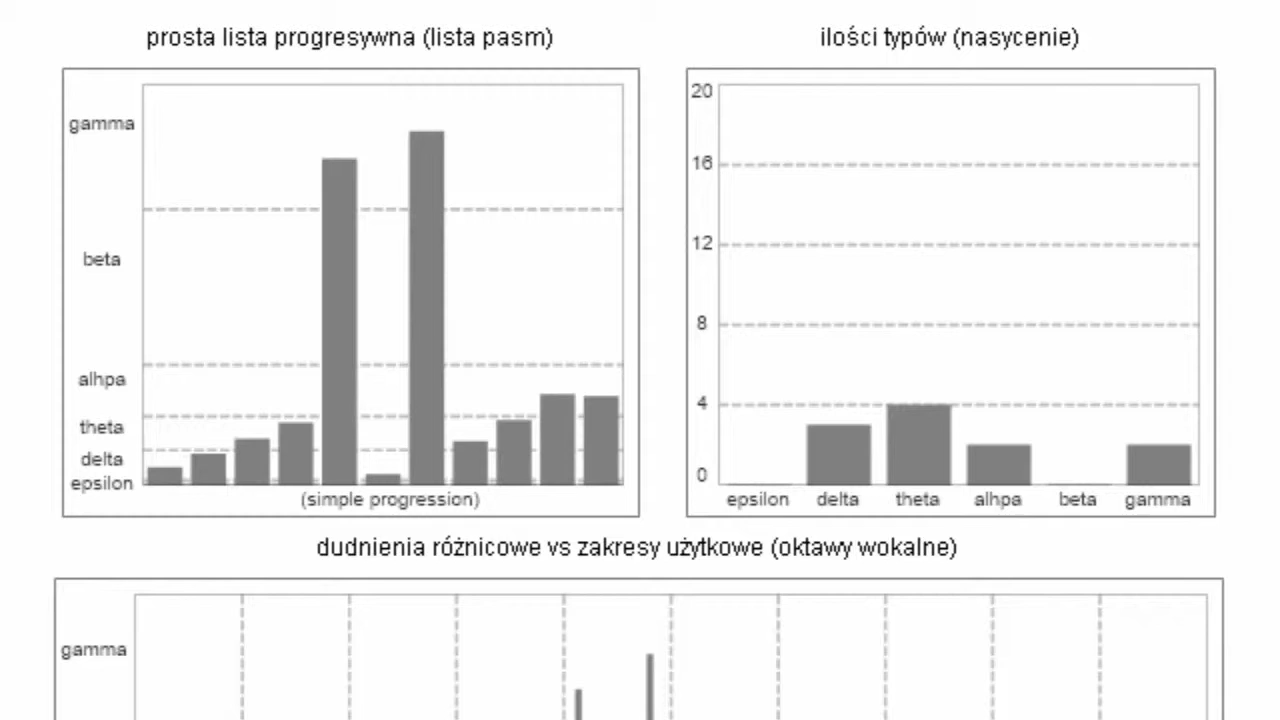 prosta lista progresywna (lista pasm)
gamma
beta
alhpa
theta
delta
epsilon
(simple progression)
ilości typów (nasycenie)
20
16
12
8
4
0
epsilon delta theta alhpa beta gamma
dudnienia różnicowe vs zakresy użytkowe (oktawy wokalne)
gamma